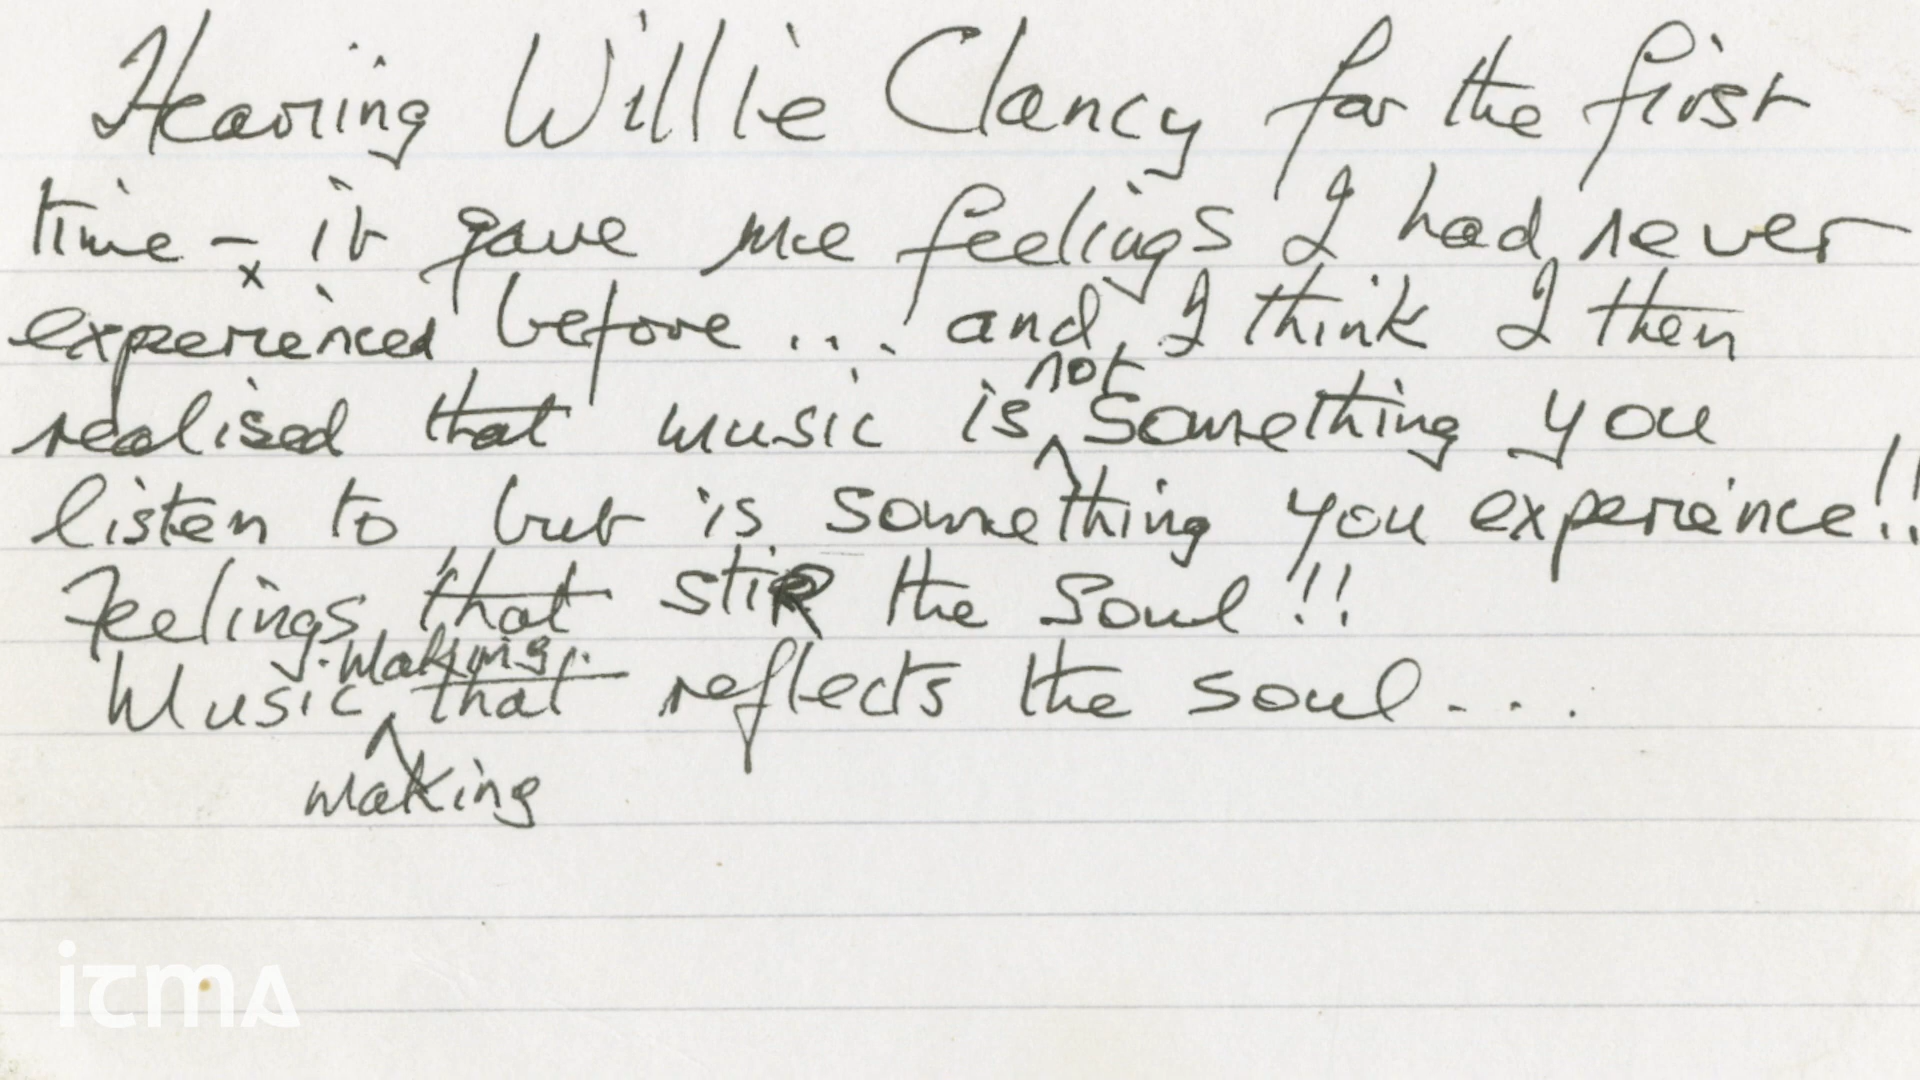 Hearing Willie Clancy for the first
time - it gave me feelings I had never
x
experienced before ... and I think I then
not
realised that music is ^ something you
listen to but is something you experience!!
Feelings that stiR the soul!!
making
Music ^ that reflects the soul...
making
iTMA